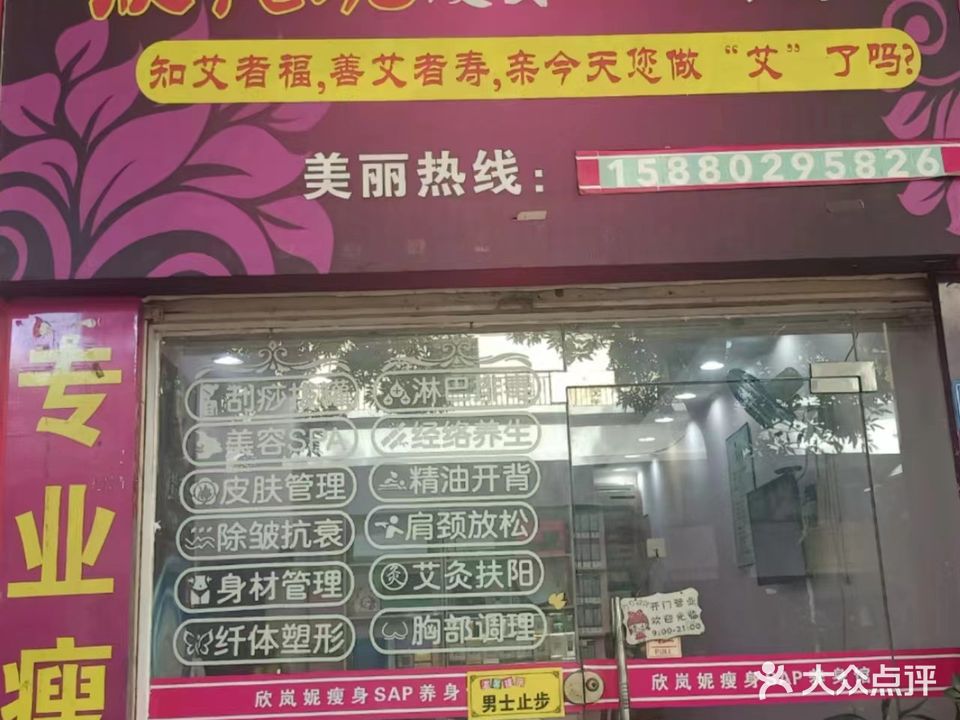 知艾者福,善艾者寿,亲今天您做“艾”了吗?
美丽热线:15880295826
专业瘦
刮痧
淋巴排毒
美容SPA
经络养生
皮肤管理
精油开背
除皱抗衰
肩颈放松
身材管理
艾灸扶阳
纤体塑形
胸部调理
开门营业
欢迎光临
9:00-21:00
PULL
欣岚妮瘦身SAP养身
男士止步
欣岚妮瘦身SAP养身
大众点评